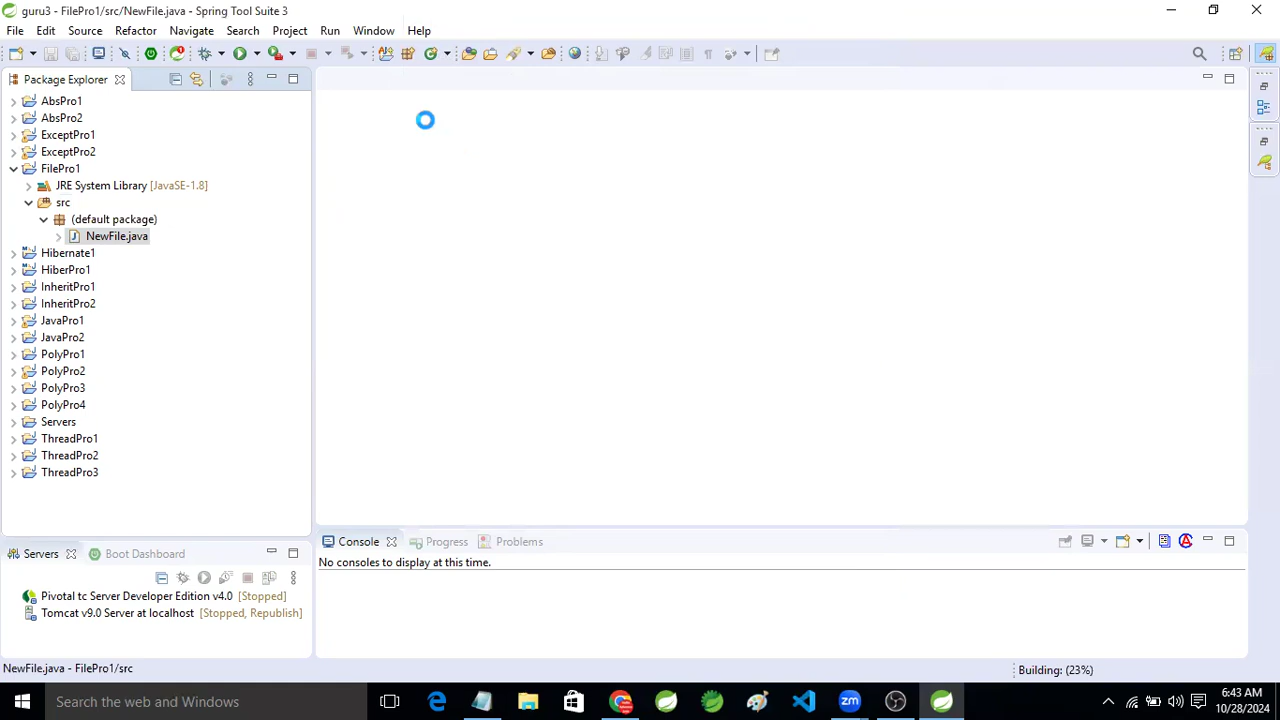 guru3 - FilePro1/src/NewFile.java - Spring Tool Suite 3
File Edit Source Refactor Navigate Search Project Run Window Help
Package Explorer
AbsPro1
AbsPro2
ExceptPro1
ExceptPro2
FilePro1
JRE System Library [JavaSE-1.8]
src
(default package)
NewFile.java
Hibernate1
HiberPro1
InheritPro1
InheritPro2
JavaPro1
JavaPro2
PolyPro1
PolyPro2
PolyPro3
PolyPro4
Servers
ThreadPro1
ThreadPro2
ThreadPro3
Console Progress Problems
No consoles to display at this time.
Servers Boot Dashboard
Pivotal tc Server Developer Edition v4.0 [Stopped]
Tomcat v9.0 Server at localhost [Stopped, Republish]
NewFile.java - FilePro1/src
Building: (23%)
Search the web and Windows
zm
6:43 AM
10/28/2024